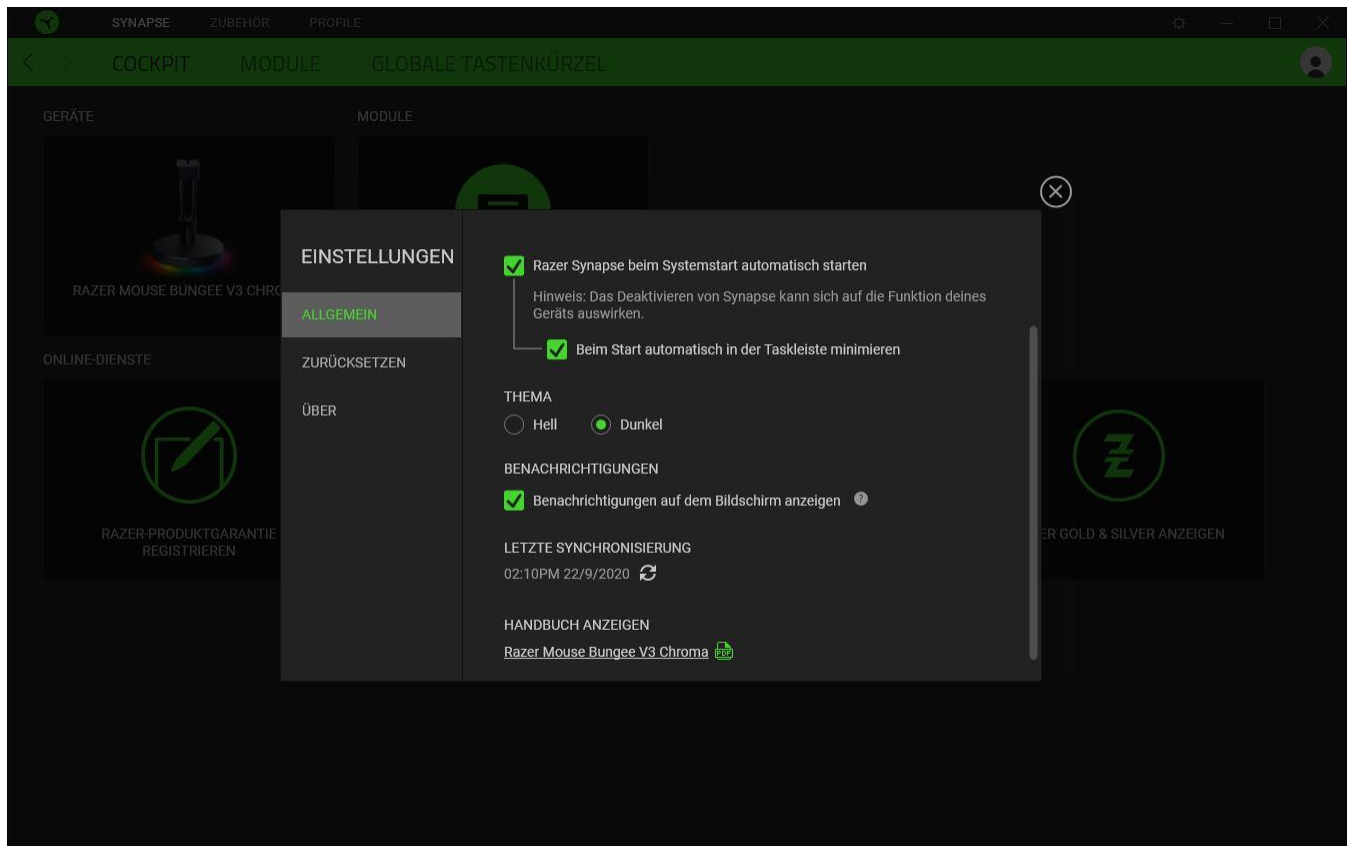 SYNAPSE ZUBEHÖR PROFILE
COCKPIT MODULE GLOBALE TASTENKÜRZEL
GERÄTE MODULE
RAZER MOUSE BUNGEE V3 CHRO
ONLINE-DIENSTE
RAZER-PRODUKTGARANTIE
REGISTRIEREN
EINSTELLUNGEN
ALLGEMEIN
ZURÜCKSETZEN
ÜBER
Razer Synapse beim Systemstart automatisch starten
Hinweis: Das Deaktivieren von Synapse kann sich auf die Funktion deines
Geräts auswirken.
Beim Start automatisch in der Taskleiste minimieren
THEMA
Hell Dunkel
BENACHRICHTIGUNGEN
Benachrichtigungen auf dem Bildschirm anzeigen ?
LETZTE SYNCHRONISIERUNG
02:10PM 22/9/2020
HANDBUCH ANZEIGEN
Razer Mouse Bungee V3 Chroma PDF
ER GOLD & SILVER ANZEIGEN